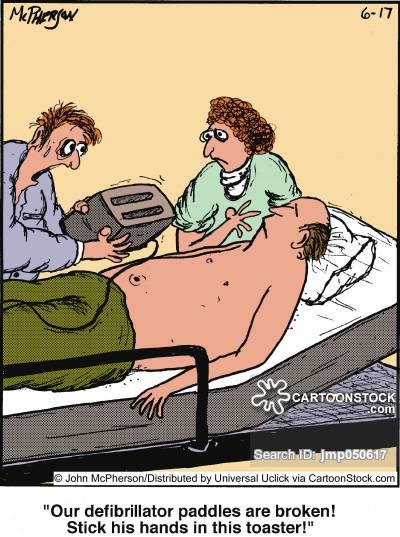 McPHERSON
6-17
CARTOONSTOCK
.com
Search ID: jmp050617
© John McPherson/Distributed by Universal Uclick via CartoonStock.com
"Our defibrillator paddles are broken!
Stick his hands in this toaster!"